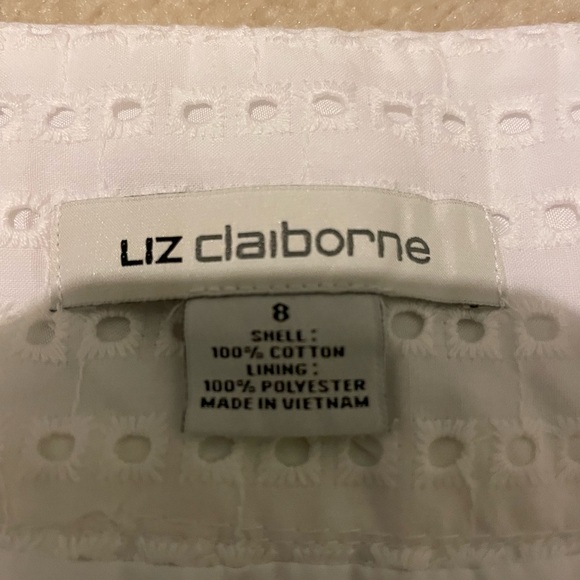 LIZ claiborne
8
SHELL:
100% COTTON
LINING:
100% POLYESTER
MADE IN VIETNAM